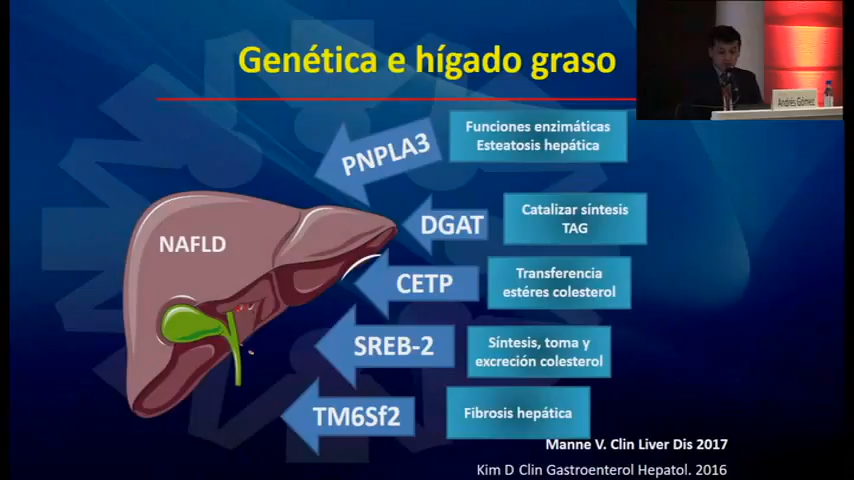 Genética e hígado graso
Andrés Gómez
PNPLA3
Funciones enzimáticas
Esteatosis hepática
NAFLD
DGAT
Catalizar síntesis
TAG
CETP
Transferencia
estéres colesterol
SREB-2
Síntesis, toma y
excreción colesterol
TM6Sf2
Fibrosis hepática
Manne V. Clin Liver Dis 2017
Kim D Clin Gastroenterol Hepatol. 2016